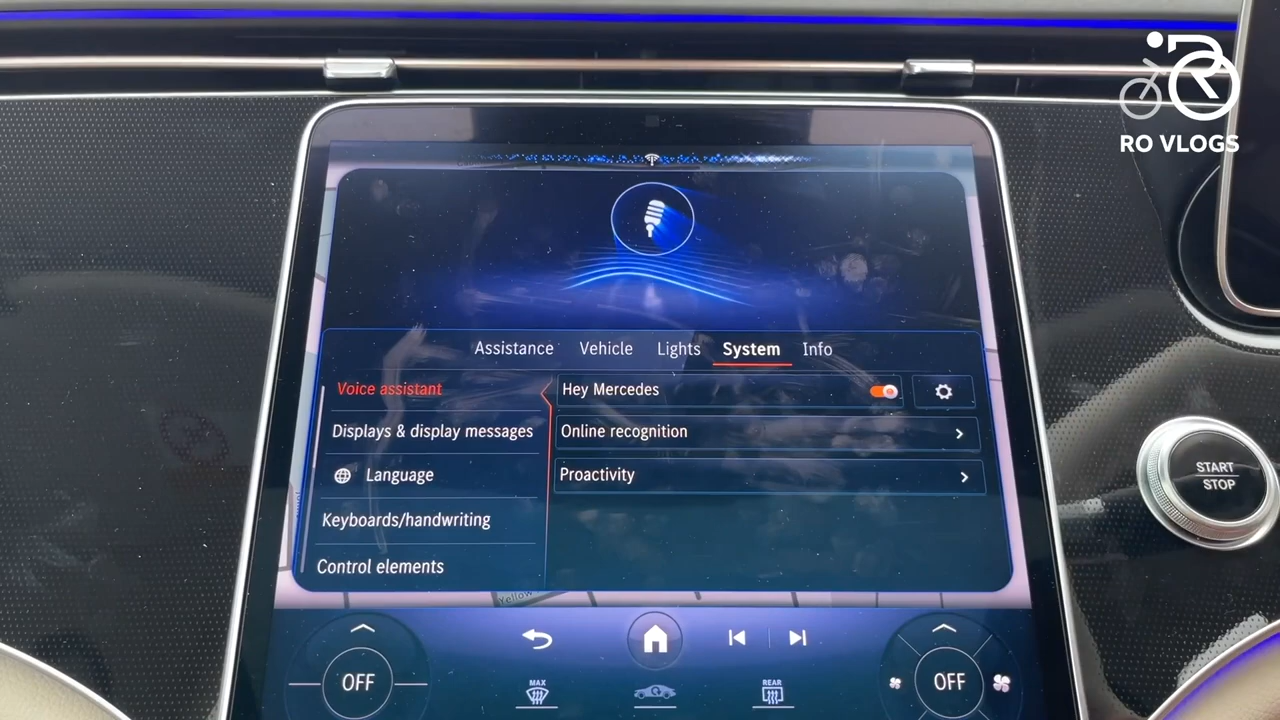 RO VLOGS
Assistance Vehicle Lights System Info
Voice assistant
Displays & display messages
Language
Keyboards/handwriting
Control elements
Hey Mercedes
Online recognition
Proactivity
START
STOP
Yellow
OFF
MAX
REAR
OFF